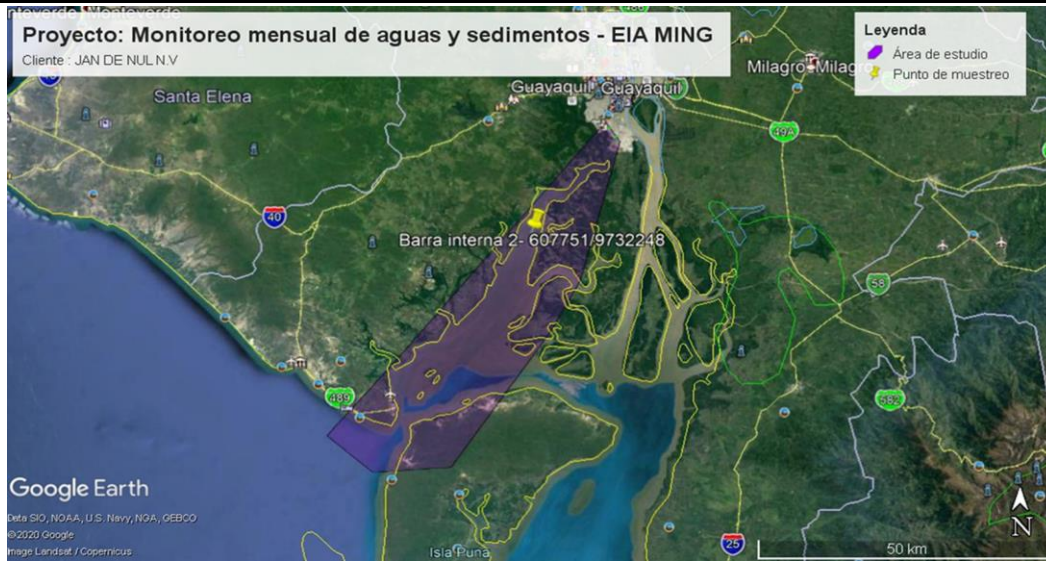 nteverde Monteverde
Proyecto: Monitoreo mensual de aguas y sedimentos - EIA MING
Cliente : JAN DE NUL N.V
Leyenda
Área de estudio
Punto de muestreo
Milagro Milagro
Guayaquil Guayaquil
Santa Elena
49A
40
Barra interna 2- 607751/9732248
58
489
582
Google Earth
Data SIO, NOAA, U.S. Navy, NGA, GEBCO
©2020 Google
Image Landsat / Copernicus
Isla Puná
25
N
50 km